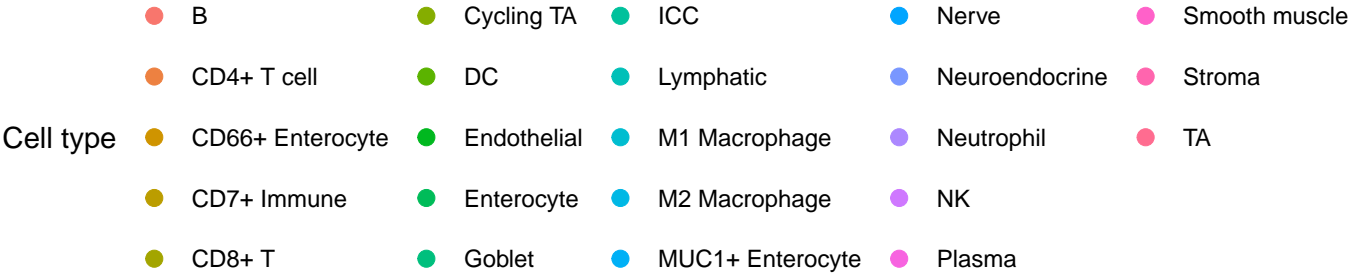 B Cycling TA ICC Nerve Smooth muscle
CD4+ T cell DC Lymphatic Neuroendocrine Stroma
Cell type CD66+ Enterocyte Endothelial M1 Macrophage Neutrophil TA
CD7+ Immune Enterocyte M2 Macrophage NK
CD8+ T Goblet MUC1+ Enterocyte Plasma